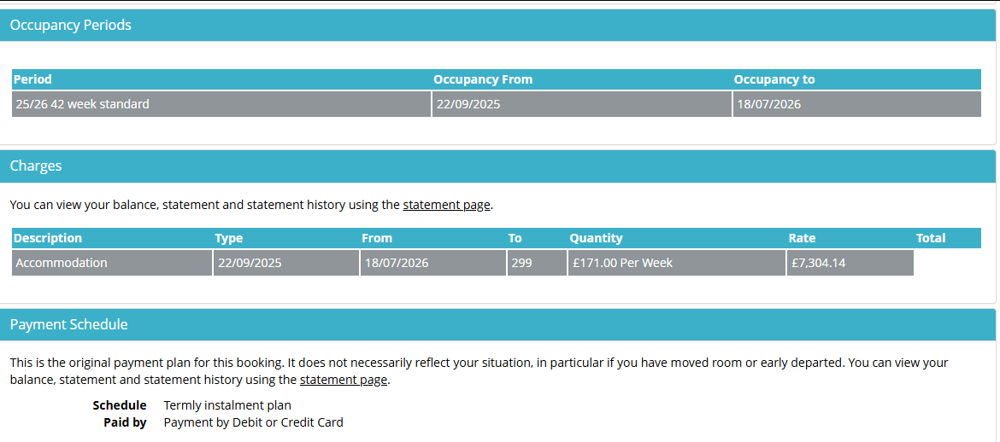 Occupancy Periods
Period Occupancy From Occupancy to
25/26 42 week standard 22/09/2025 18/07/2026
Charges
You can view your balance, statement and statement history using the statement page.
Description Type From To Quantity Rate Total
Accommodation 22/09/2025 18/07/2026 299 £171.00 Per Week £7,304.14
Payment Schedule
This is the original payment plan for this booking. It does not necessarily reflect your situation, in particular if you have moved room or early departed. You can view your
balance, statement and statement history using the statement page.
Schedule Termly instalment plan
Paid by Payment by Debit or Credit Card